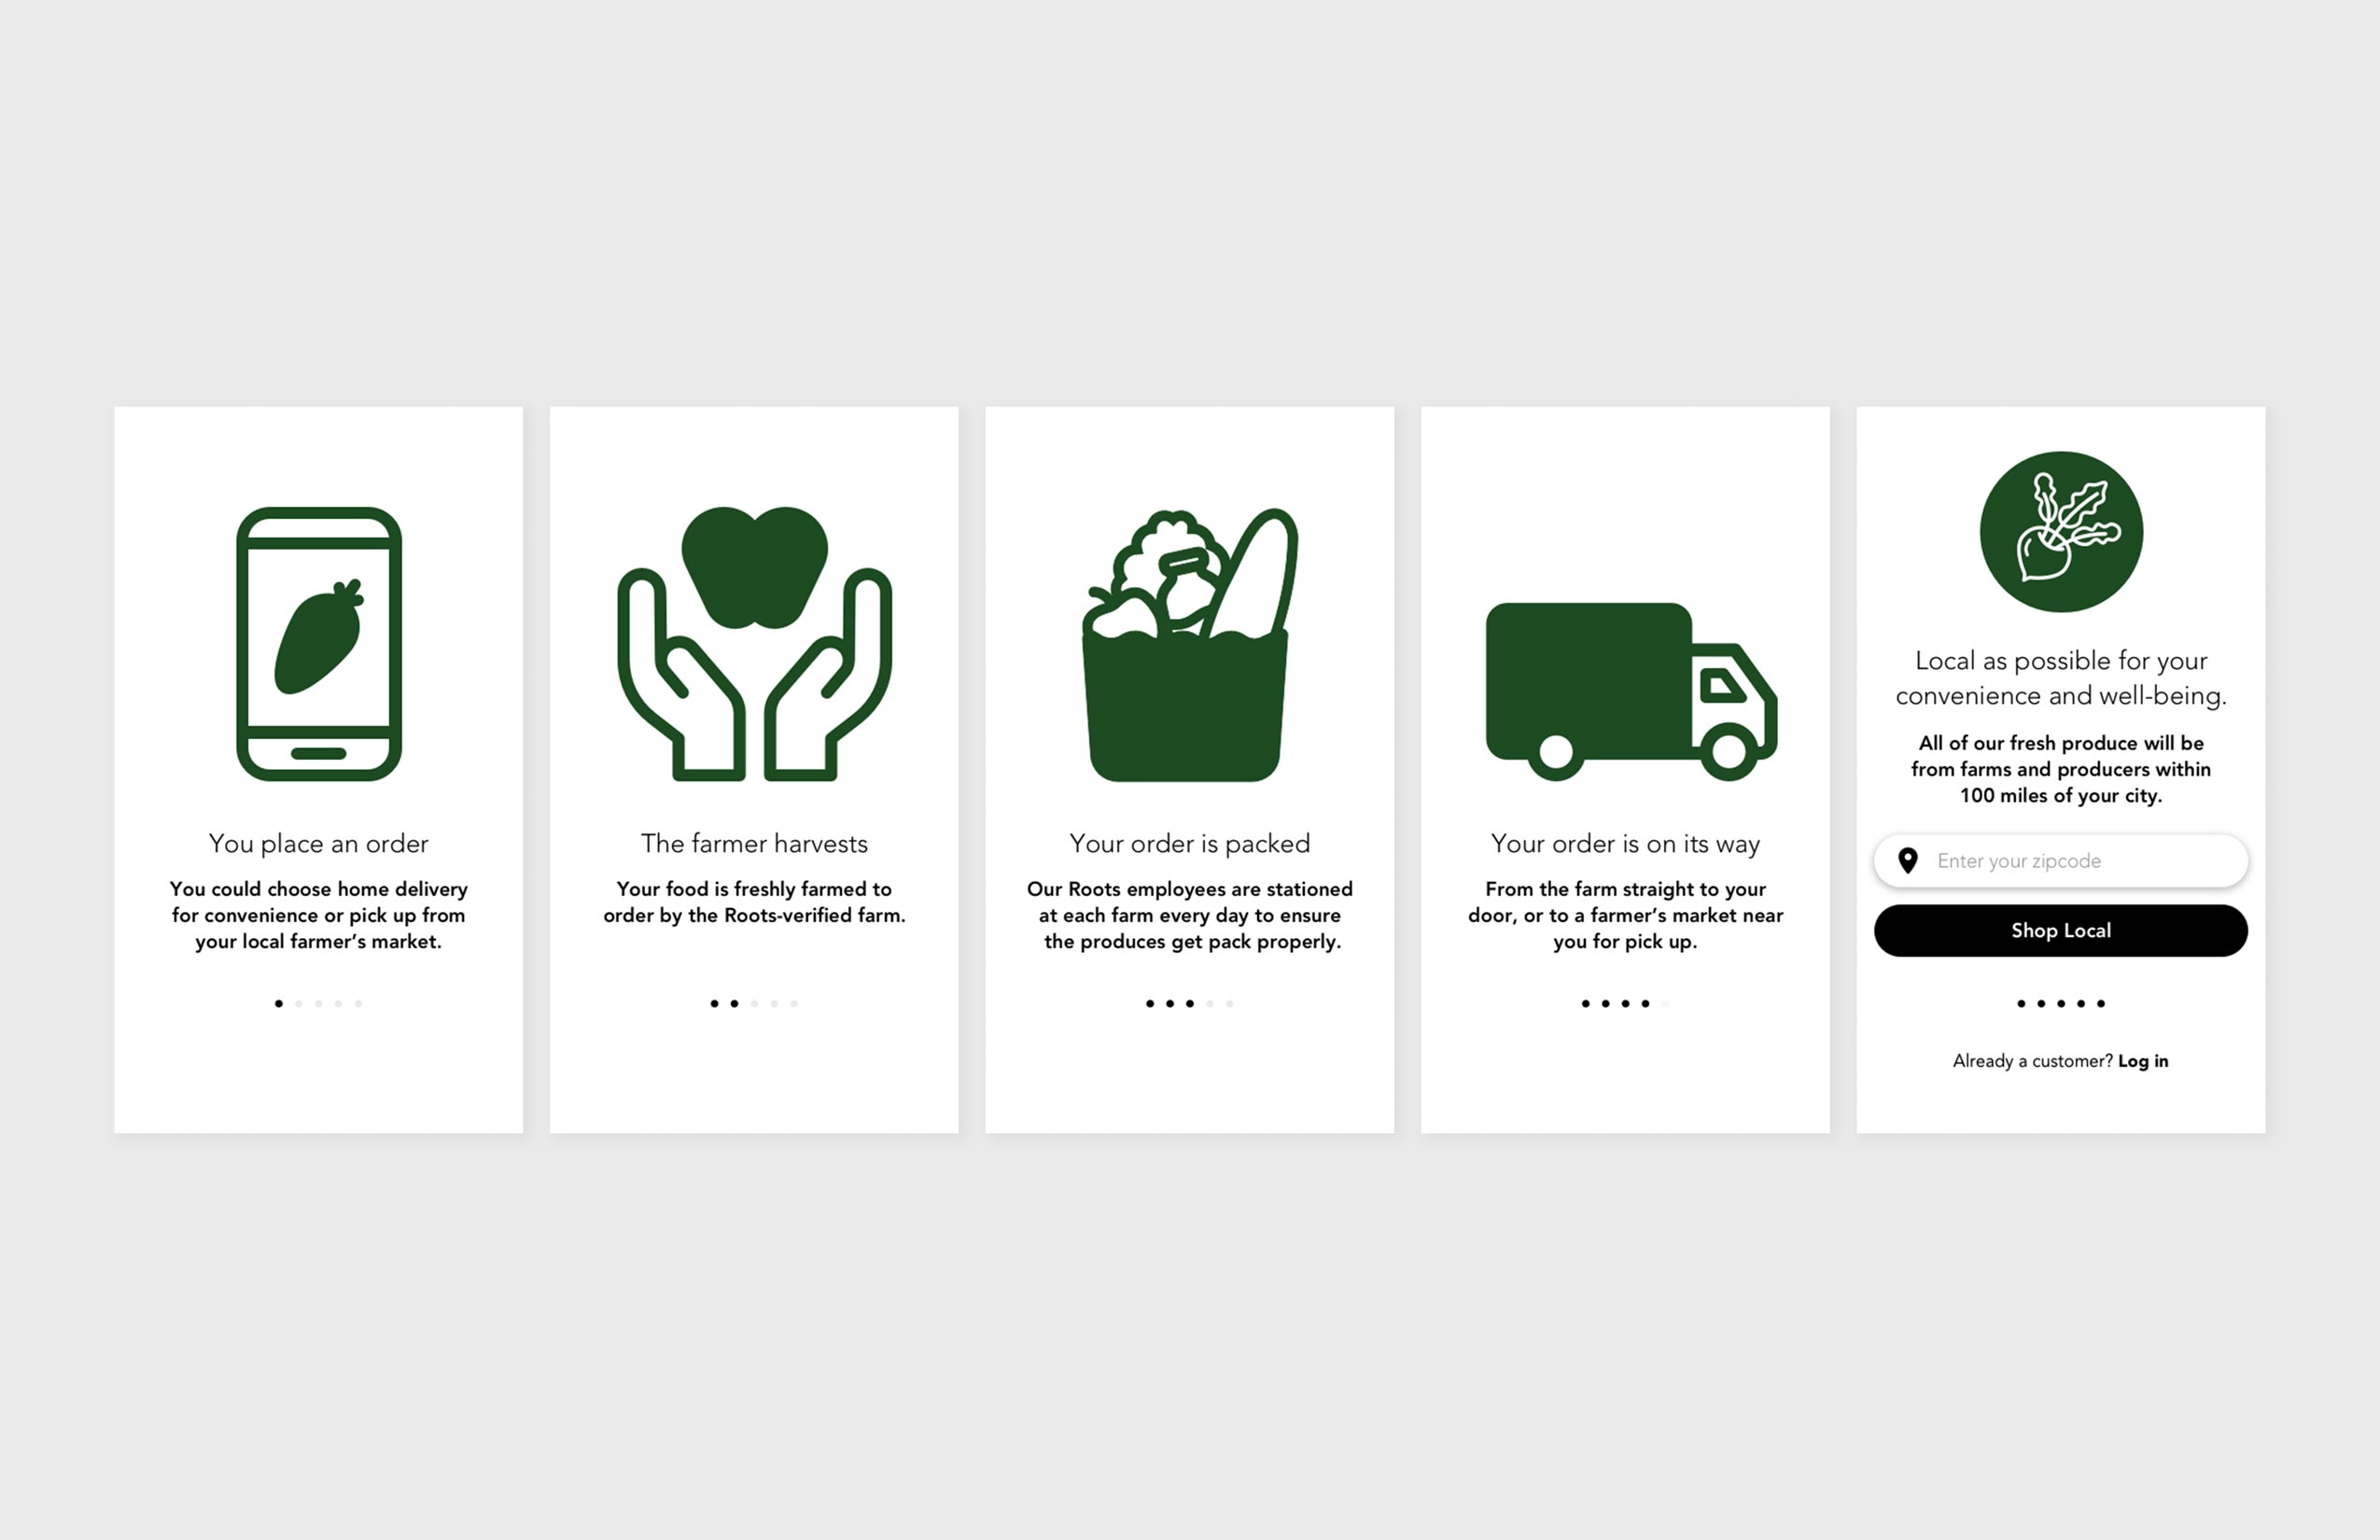 You place an order
You could choose home delivery
for convenience or pick up from
your local farmer’s market.
The farmer harvests
Your food is freshly farmed to
order by the Roots-verified farm.
Your order is packed
Our Roots employees are stationed
at each farm every day to ensure
the produces get pack properly.
Your order is on its way
From the farm straight to your
door, or to a farmer’s market near
you for pick up.
Local as possible for your
convenience and well-being.
All of our fresh produce will be
from farms and producers within
100 miles of your city.
Enter your zipcode
Shop Local
Already a customer? Log in